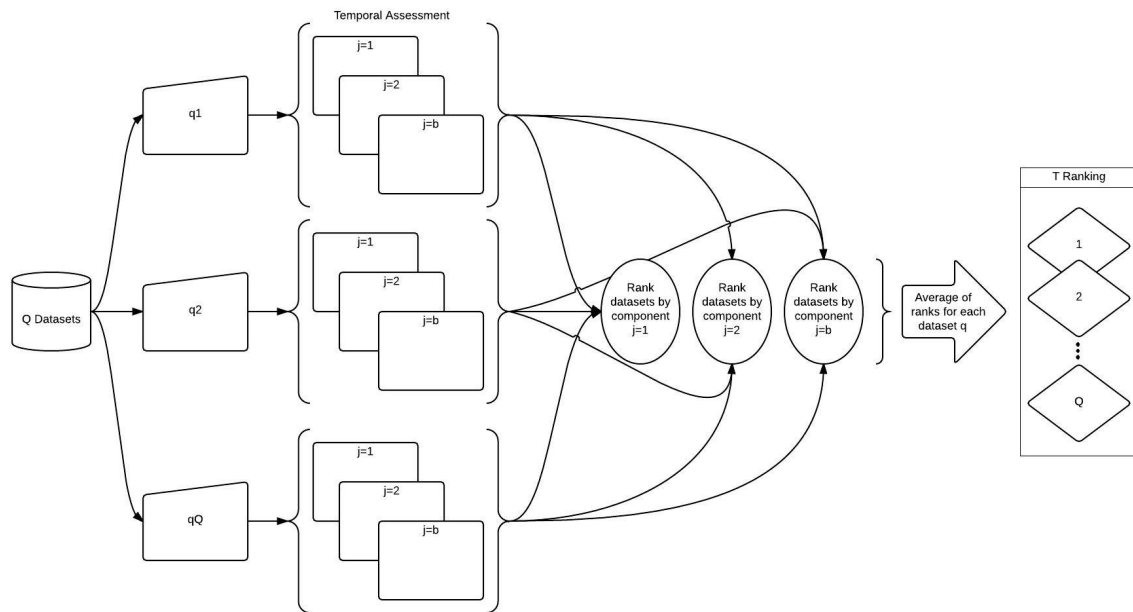 Temporal Assessment
j=1
j=2
j=b
q1
T Ranking
j=1
j=2
j=b
q2
Q Datasets
Rank
datasets by
component
j=1
Rank
datasets by
component
j=2
Rank
datasets by
component
j=b
Average of
ranks for each
dataset q
1
2
Q
j=1
j=2
j=b
qQ